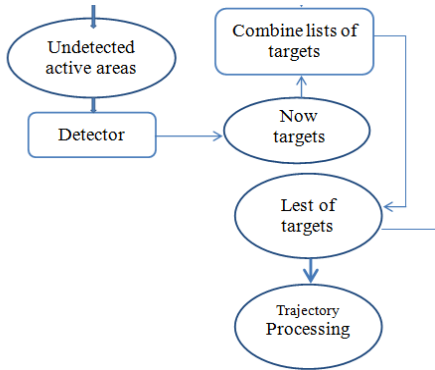 Undetected
active areas
Combine lists of
targets
Detector
Now
targets
Lest of
targets
Trajectory
Processing